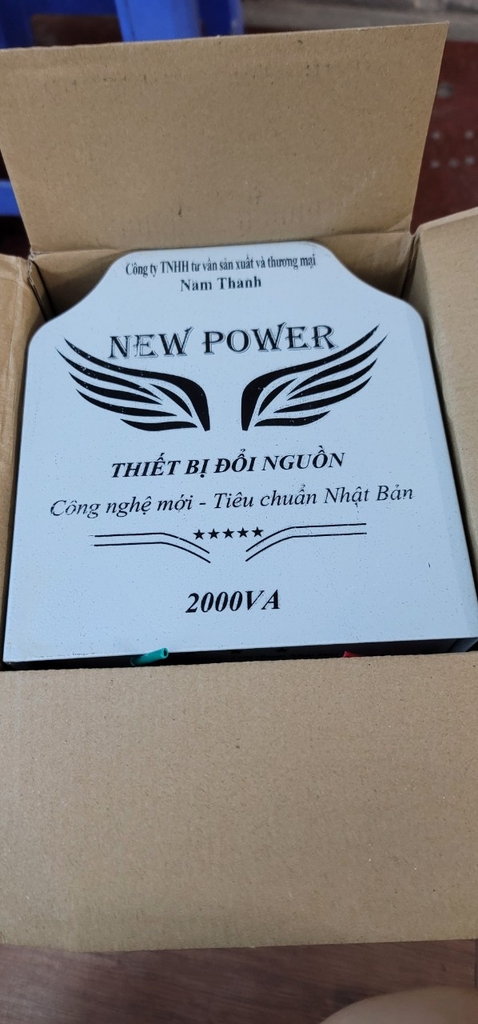 Công ty TNHH tư vấn sản xuất và thương mại
Nam Thanh
NEW POWER
THIẾT BỊ ĐỔI NGUỒN
Công nghệ mới - Tiêu chuẩn Nhật Bản
2000VA